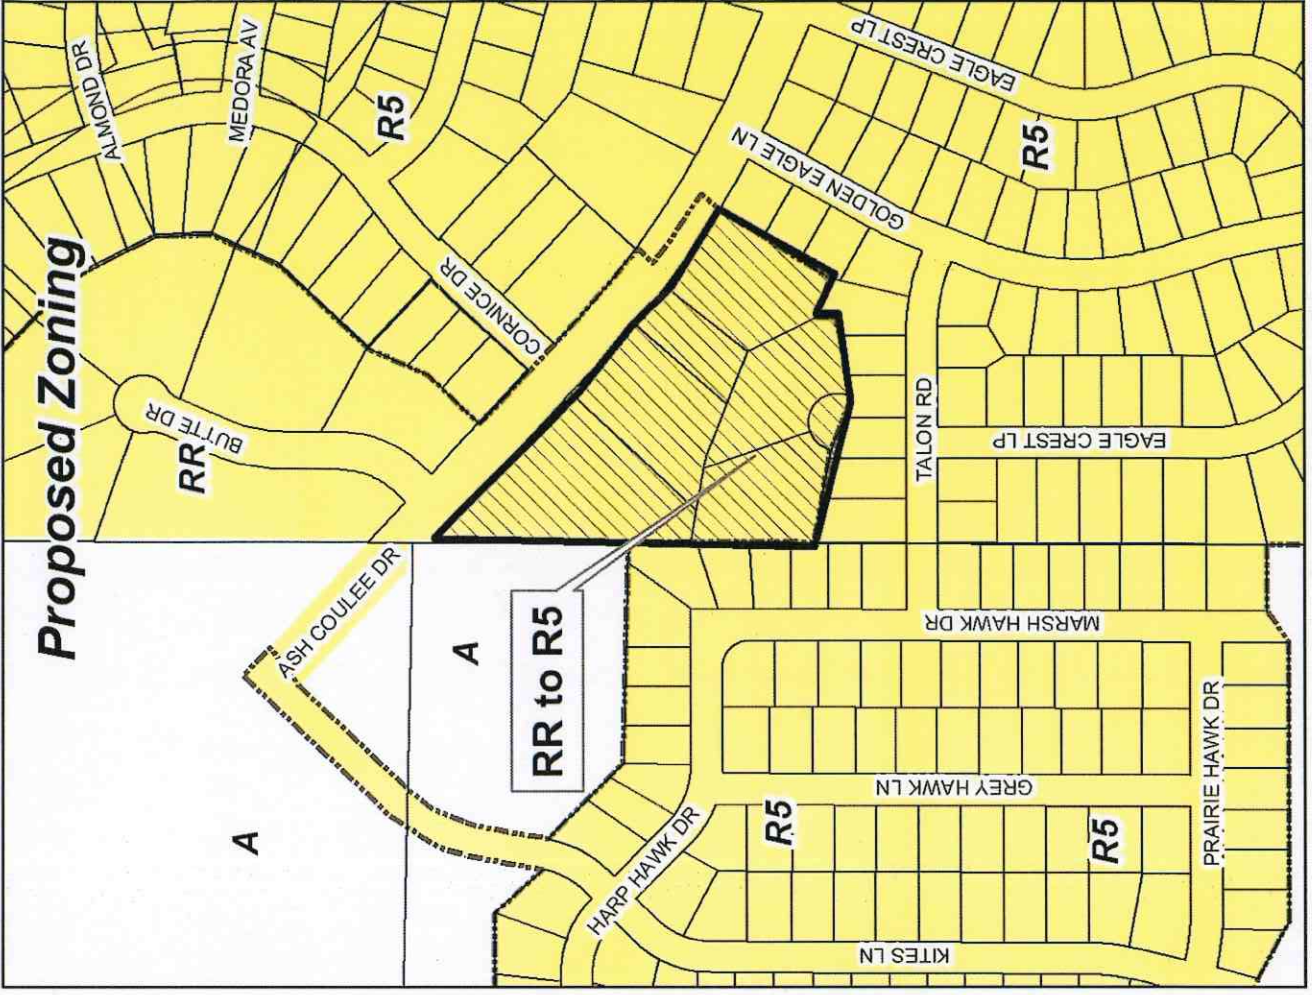 Proposed Zoning
ALMOND DR
MEDORA AV
R5
BUTTE DR
RR
CORNICE DR
EAGLE CREST LP
GOLDEN EAGLE LN
R5
ASH COULEE DR
A
A
RR to R5
TALON RD
EAGLE CREST LP
MARSH HAWK DR
HARP HAWK DR
GREY HAWK LN
R5
R5
PRAIRIE HAWK DR
KITES LN